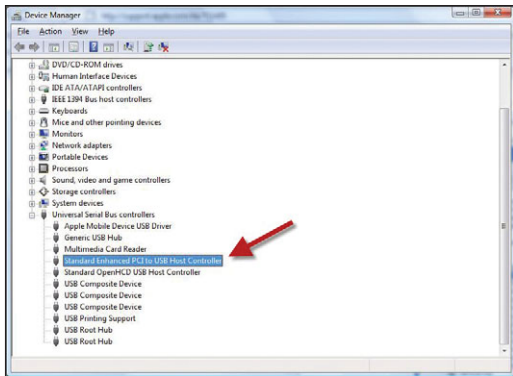 Device Manager
File Action View Help
DVD/CD-ROM drives
Human Interface Devices
IDE ATA/ATAPI controllers
IEEE 1394 Bus host controllers
Keyboards
Mice and other pointing devices
Monitors
Network adapters
Portable Devices
Processors
Sound, video and game controllers
Storage controllers
System devices
Universal Serial Bus controllers
Apple Mobile Device USB Driver
Generic USB Hub
Multimedia Card Reader
Standard Enhanced PCI to USB Host Controller
Standard OpenHCD USB Host Controller
USB Composite Device
USB Composite Device
USB Composite Device
USB Printing Support
USB Root Hub
USB Root Hub